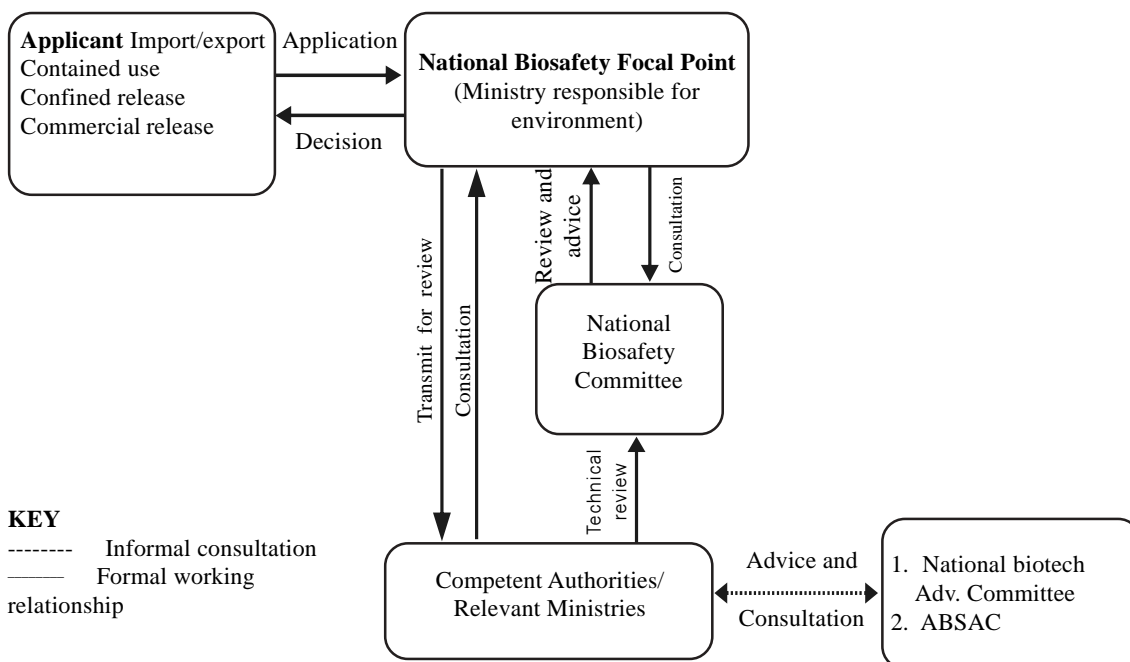 Applicant Import/export
Contained use
Confined release
Commercial release
Application
Decision
National Biosafety Focal Point
(Ministry responsible for
environment)
Transmit for review
Consultation
Review and
advice
Consultation
National
Biosafety
Committee
Technical
review
KEY
-------- Informal consultation
——— Formal working
relationship
Competent Authorities/
Relevant Ministries
Advice and
Consultation
1. National biotech
Adv. Committee
2. ABSAC